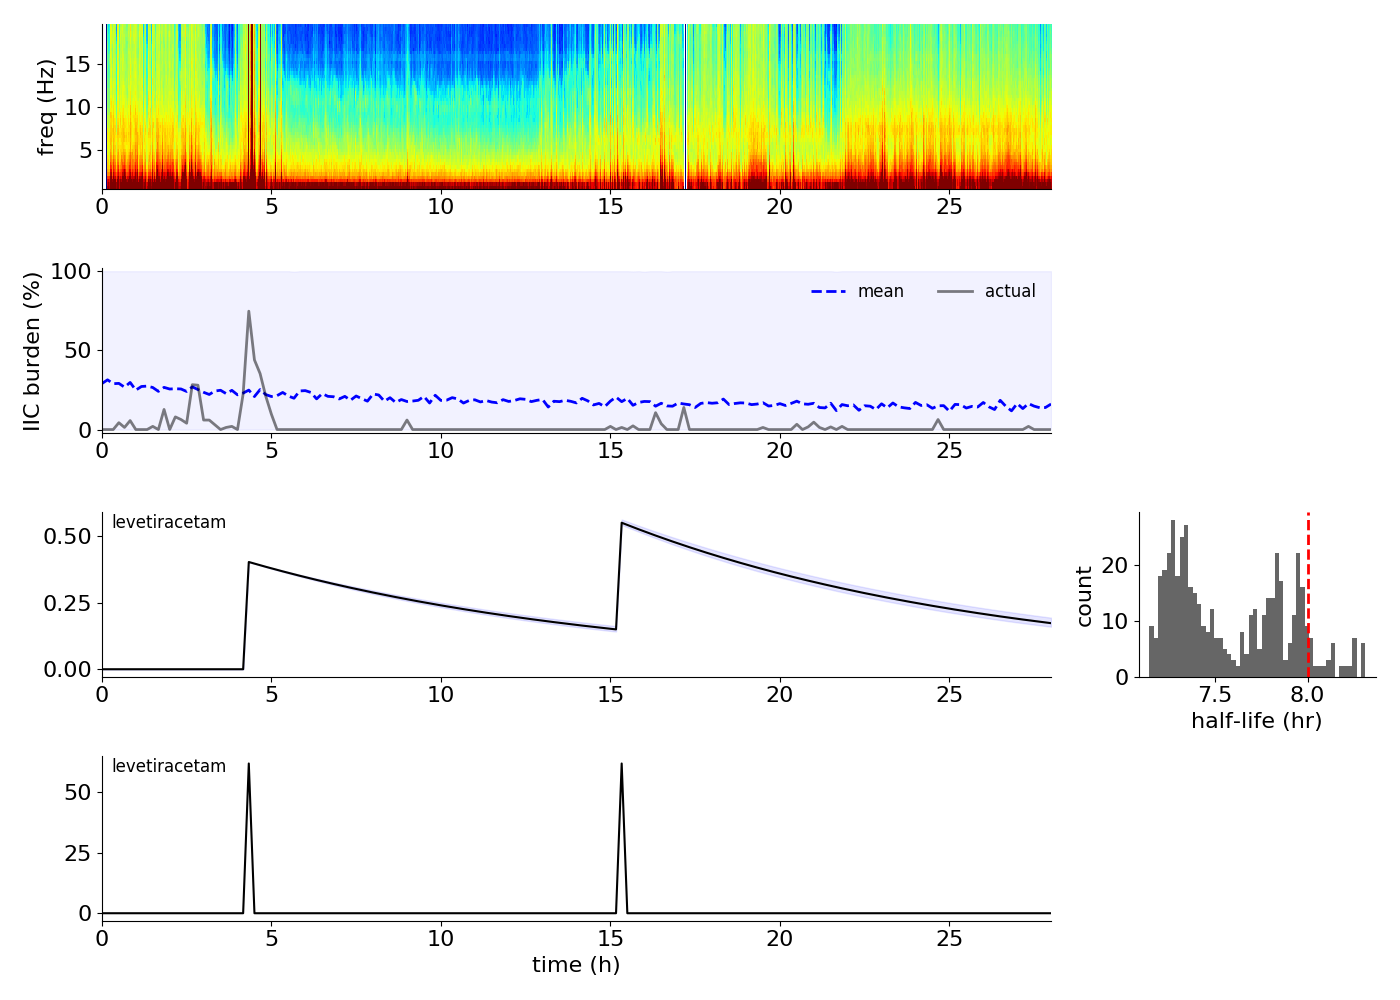 freq (Hz)
15
10
5
0 5 10 15 20 25
IIC burden (%)
100
50
0
mean actual
0 5 10 15 20 25
levetiracetam
0.50
0.25
0.00
0 5 10 15 20 25
count
20
10
0
7.5 8.0
half-life (hr)
levetiracetam
50
25
0
0 5 10 15 20 25
time (h)